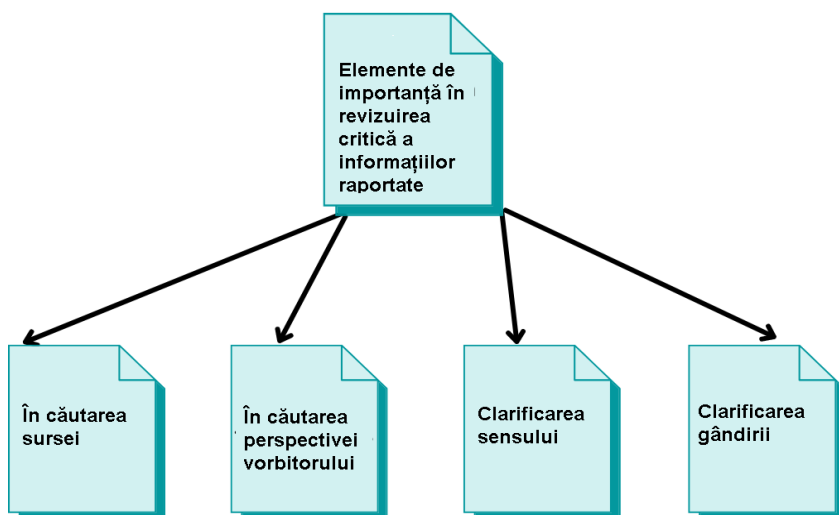 Elemente de
importanță în
revizuirea
critică a
informațiilor
raportate
În căutarea
sursei
În căutarea
perspectivei
vorbitorului
Clarificarea
sensului
Clarificarea
gândirii